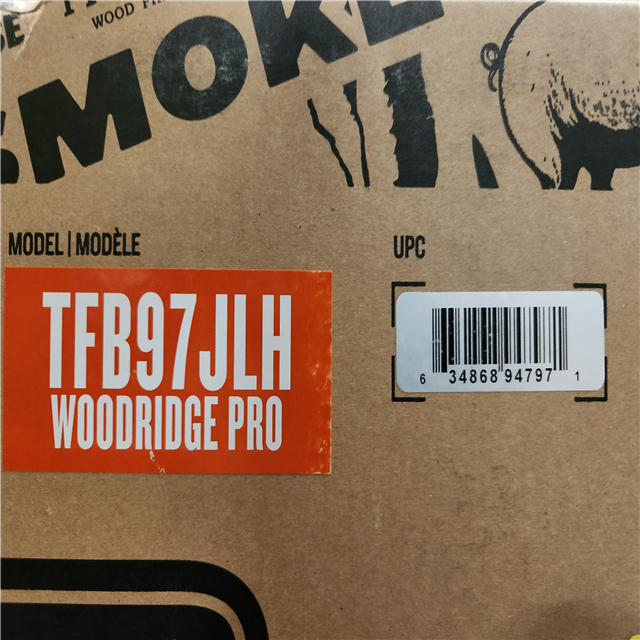 WOOD
SMOKE
MODEL | MODÈLE
UPC
TFB97JLH
WOODRIDGE PRO
6 34868 94797 1